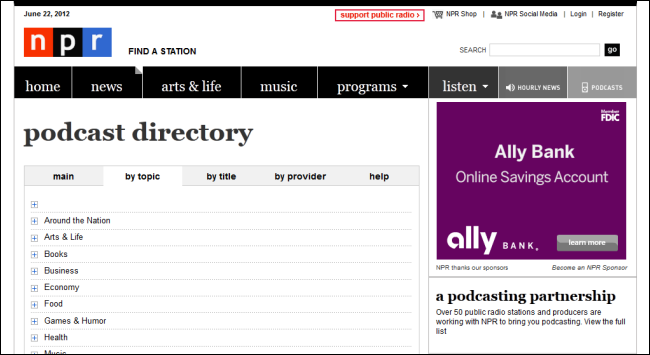 June 22, 2012
support public radio ›
NPR Shop | NPR Social Media | Login | Register
npr
FIND A STATION
SEARCH go
home news arts & life music programs listen HOURLY NEWS PODCASTS
podcast directory
main by topic by title by provider help
Around the Nation
Arts & Life
Books
Business
Economy
Food
Games & Humor
Health
Music
Member
FDIC
Ally Bank
Online Savings Account
ally BANK. learn more
NPR thanks our sponsors Become an NPR Sponsor
a podcasting partnership
Over 50 public radio stations and producers are
working with NPR to bring you podcasting. View the full
list